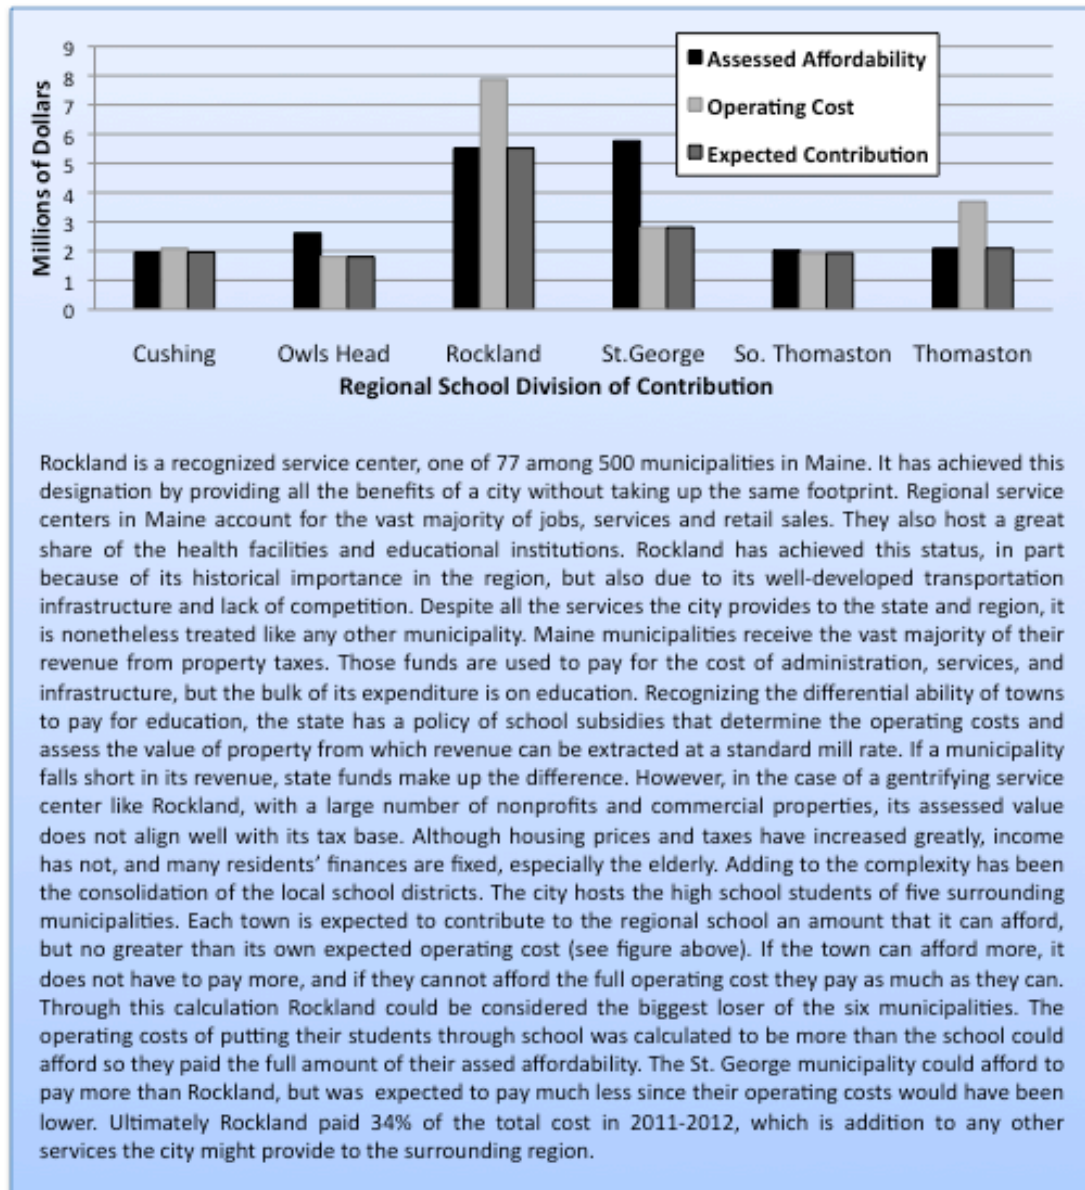 9
8
7
6
5
4
3
2
1
0
Millions of Dollars
Assessed Affordability
Operating Cost
Expected Contribution
Cushing Owls Head Rockland St.George So. Thomaston Thomaston
Regional School Division of Contribution
Rockland is a recognized service center, one of 77 among 500 municipalities in Maine. It has achieved this
designation by providing all the benefits of a city without taking up the same footprint. Regional service
centers in Maine account for the vast majority of jobs, services and retail sales. They also host a great
share of the health facilities and educational institutions. Rockland has achieved this status, in part
because of its historical importance in the region, but also due to its well-developed transportation
infrastructure and lack of competition. Despite all the services the city provides to the state and region, it
is nonetheless treated like any other municipality. Maine municipalities receive the vast majority of their
revenue from property taxes. Those funds are used to pay for the cost of administration, services, and
infrastructure, but the bulk of its expenditure is on education. Recognizing the differential ability of towns
to pay for education, the state has a policy of school subsidies that determine the operating costs and
assess the value of property from which revenue can be extracted at a standard mill rate. If a municipality
falls short in its revenue, state funds make up the difference. However, in the case of a gentrifying service
center like Rockland, with a large number of nonprofits and commercial properties, its assessed value
does not align well with its tax base. Although housing prices and taxes have increased greatly, income
has not, and many residents’ finances are fixed, especially the elderly. Adding to the complexity has been
the consolidation of the local school districts. The city hosts the high school students of five surrounding
municipalities. Each town is expected to contribute to the regional school an amount that it can afford,
but no greater than its own expected operating cost (see figure above). If the town can afford more, it
does not have to pay more, and if they cannot afford the full operating cost they pay as much as they can.
Through this calculation Rockland could be considered the biggest loser of the six municipalities. The
operating costs of putting their students through school was calculated to be more than the school could
afford so they paid the full amount of their assed affordability. The St. George municipality could afford to
pay more than Rockland, but was expected to pay much less since their operating costs would have been
lower. Ultimately Rockland paid 34% of the total cost in 2011-2012, which is addition to any other
services the city might provide to the surrounding region.